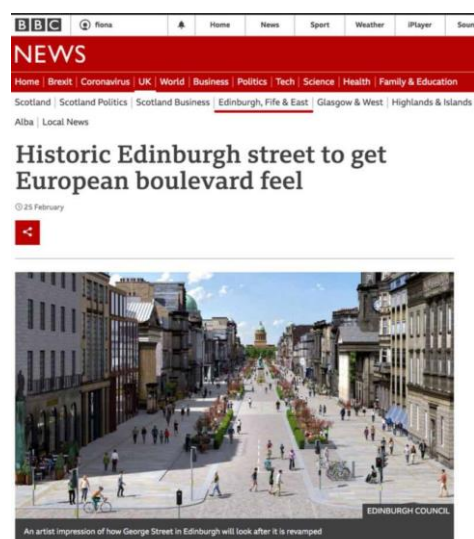 BBC fiona Home News Sport Weather iPlayer Soun
NEWS
Home Brexit Coronavirus UK World Business Politics Tech Science Health Family & Education
Scotland Scotland Politics Scotland Business Edinburgh, Fife & East Glasgow & West Highlands & Islands
Alba Local News
Historic Edinburgh street to get
European boulevard feel
25 February
EDINBURGH COUNCIL
An artist impression of how George Street in Edinburgh will look after it is revamped